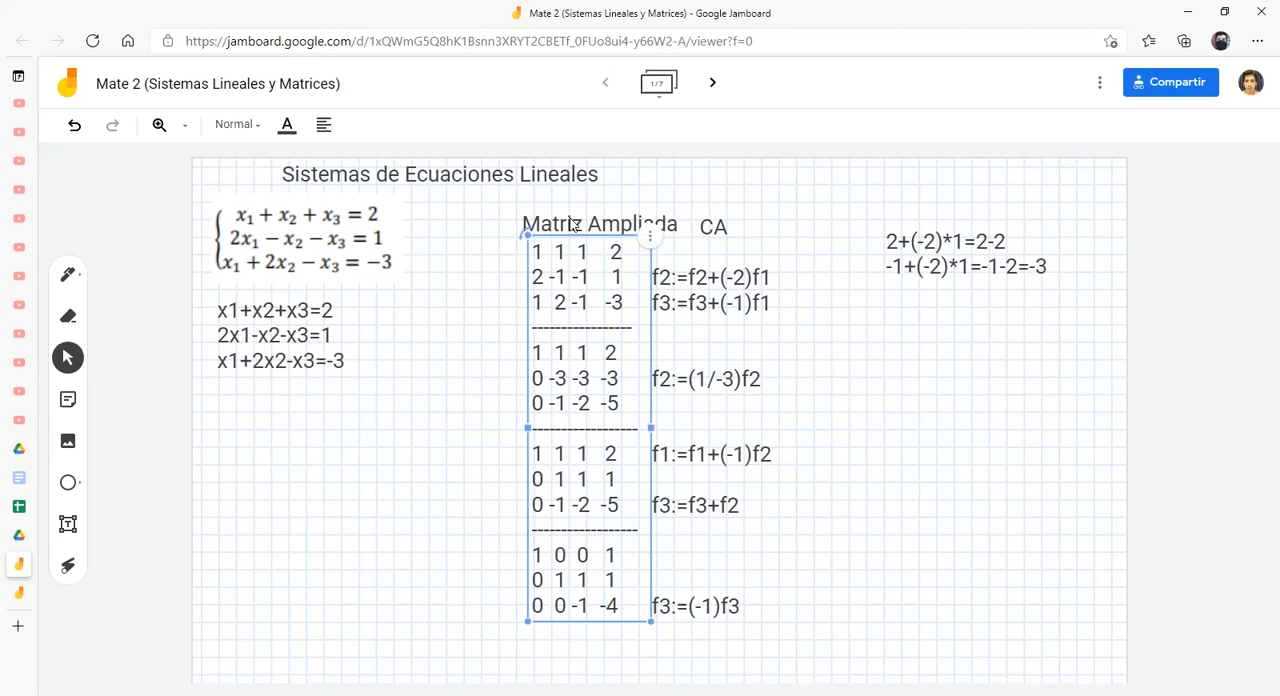 Mate 2 (Sistemas Lineales y Matrices) - Google Jamboard
https://jamboard.google.com/d/1xQWmG5Q8hK1Bsnn3XRYT2CBETf_0FUo8ui4-y66W2-A/viewer?f=0
Mate 2 (Sistemas Lineales y Matrices)
1/7
Compartir
Normal
A
Sistemas de Ecuaciones Lineales
x₁ + x₂ + x₃ = 2
2x₁ − x₂ − x₃ = 1
x₁ + 2x₂ − x₃ = −3
x1+x2+x3=2
2x1-x2-x3=1
x1+2x2-x3=-3
Matriz Ampliada CA
1 1 1 2
2 -1 -1 1 f2:=f2+(-2)f1
1 2 -1 -3 f3:=f3+(-1)f1
-----------------
1 1 1 2
0 -3 -3 -3 f2:=(1/-3)f2
0 -1 -2 -5
------------------
1 1 1 2 f1:=f1+(-1)f2
0 1 1 1
0 -1 -2 -5 f3:=f3+f2
------------------
1 0 0 1
0 1 1 1
0 0 -1 -4 f3:=(-1)f3
2+(-2)*1=2-2
-1+(-2)*1=-1-2=-3